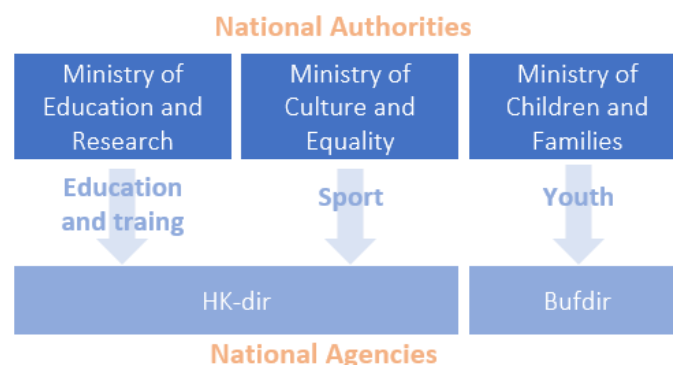 National Authorities
Ministry of
Education and
Research
Ministry of
Culture and
Equality
Ministry of
Children and
Families
Education
and traing
Sport
Youth
HK-dir
Bufdir
National Agencies